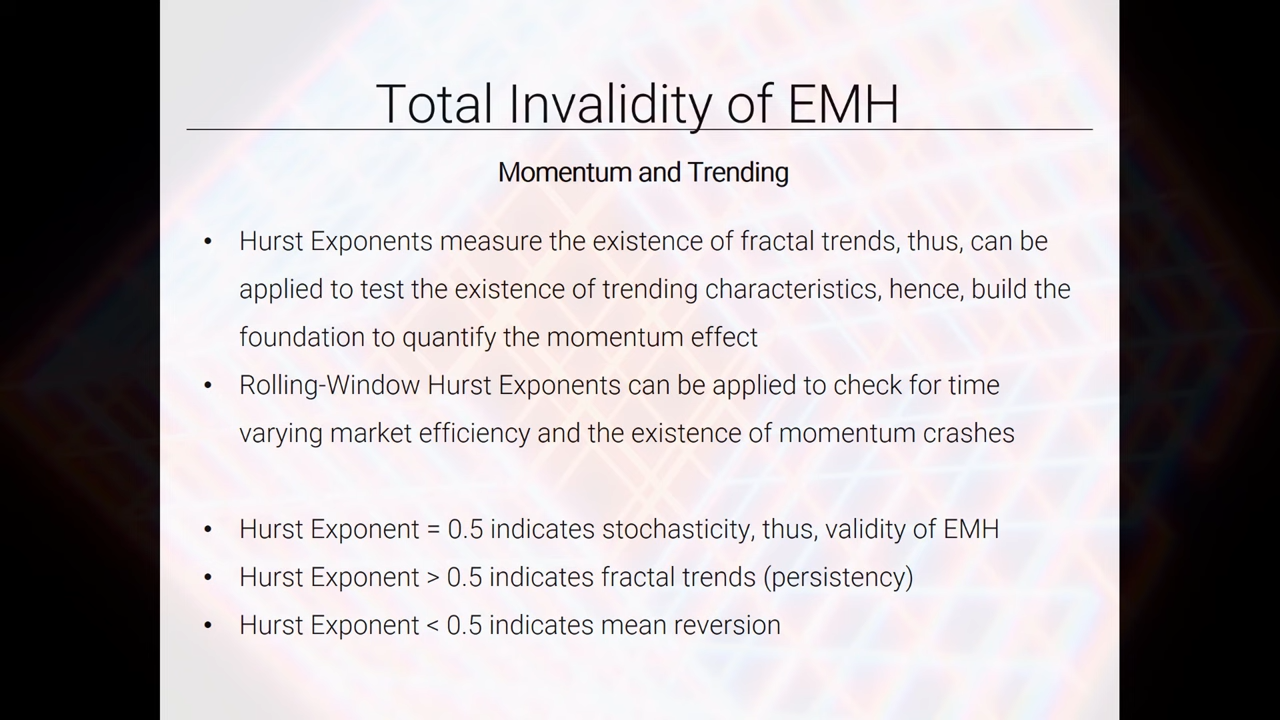 Total Invalidity of EMH
Momentum and Trending
• Hurst Exponents measure the existence of fractal trends, thus, can be
applied to test the existence of trending characteristics, hence, build the
foundation to quantify the momentum effect
• Rolling-Window Hurst Exponents can be applied to check for time
varying market efficiency and the existence of momentum crashes
• Hurst Exponent = 0.5 indicates stochasticity, thus, validity of EMH
• Hurst Exponent > 0.5 indicates fractal trends (persistency)
• Hurst Exponent < 0.5 indicates mean reversion